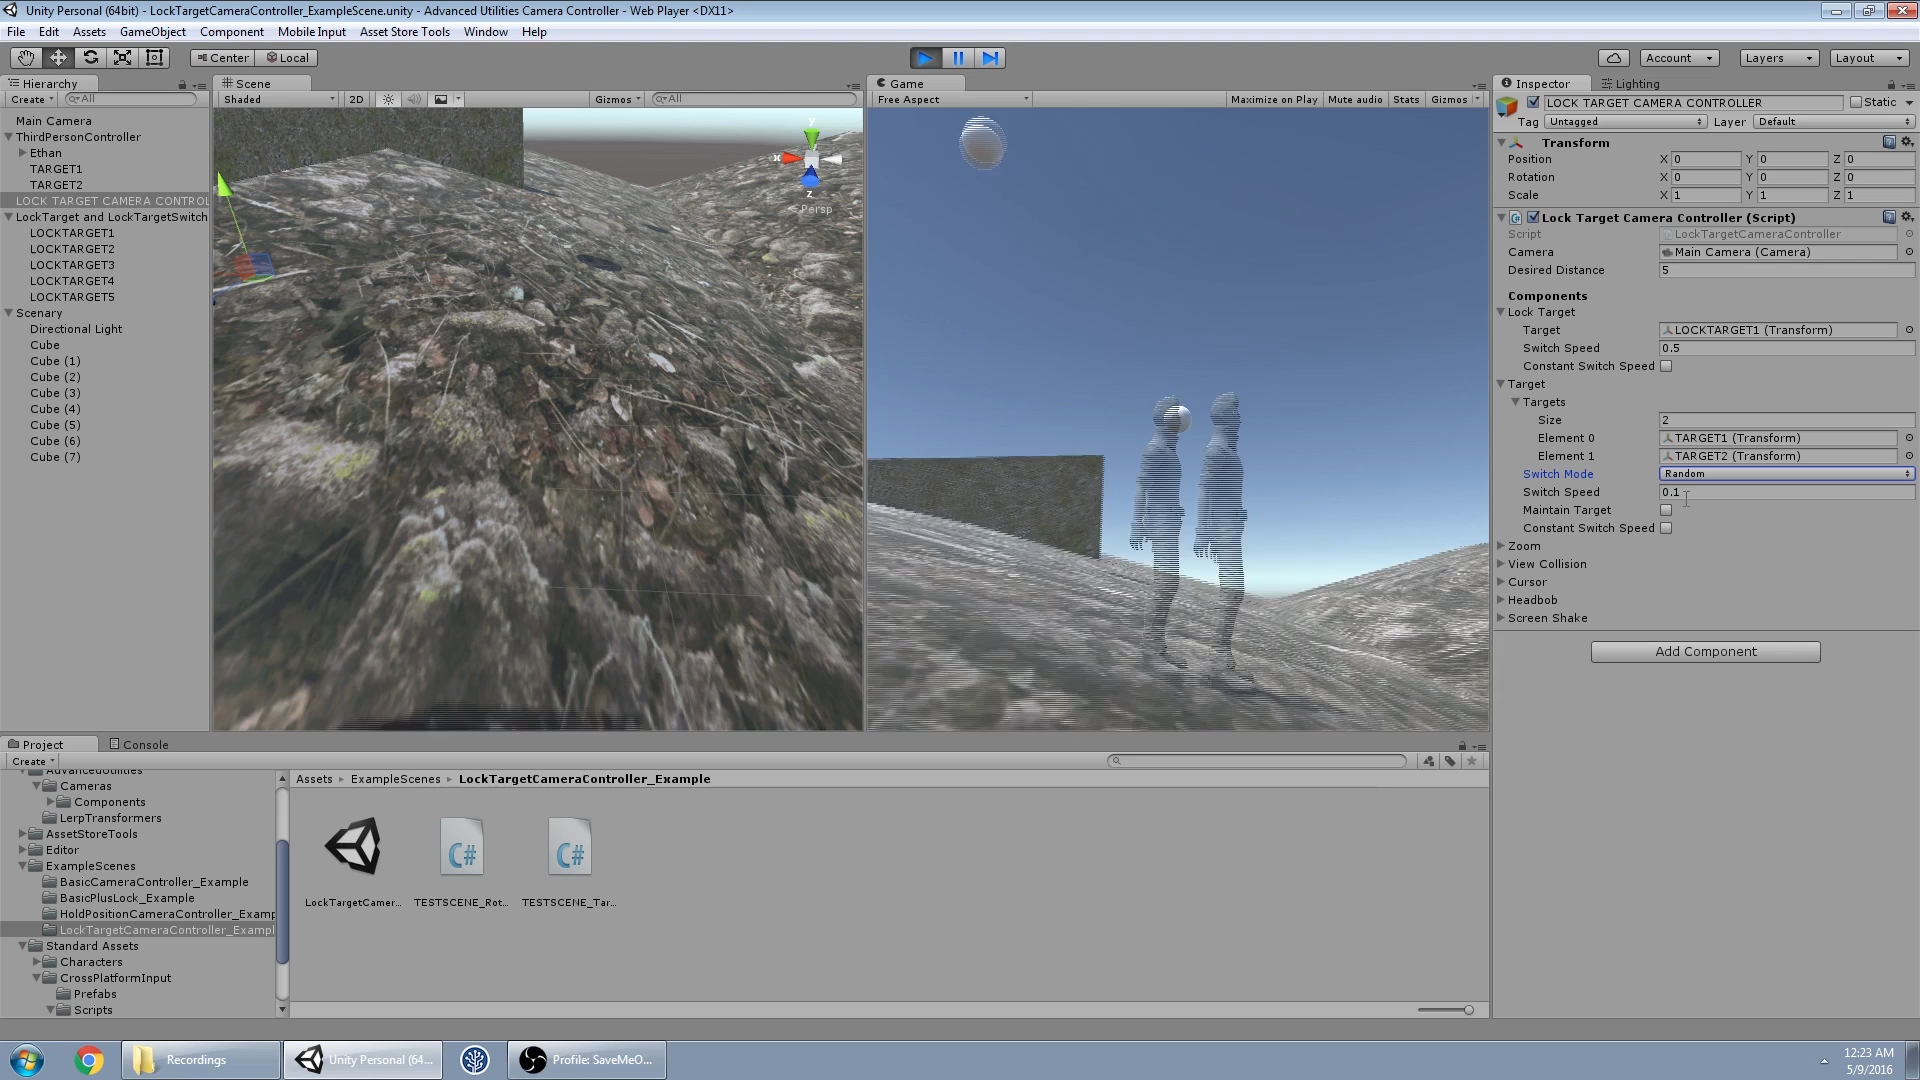 Unity Personal (64bit) - LockTargetCameraController_ExampleScene.unity - Advanced Utilities Camera Controller - Web Player <DX11>
File Edit Assets GameObject Component Mobile Input Asset Store Tools Window Help
Center Local Account Layers Layout
Hierarchy
Create All
Main Camera
ThirdPersonController
Ethan
TARGET1
TARGET2
LOCK TARGET CAMERA CONTROL
LockTarget and LockTargetSwitch
LOCKTARGET1
LOCKTARGET2
LOCKTARGET3
LOCKTARGET4
LOCKTARGET5
Scenary
Directional Light
Cube
Cube (1)
Cube (2)
Cube (3)
Cube (4)
Cube (5)
Cube (6)
Cube (7)
Scene
Shaded 2D Gizmos All
y
x
z
Persp
Game
Free Aspect Maximize on Play Mute audio Stats Gizmos
Inspector Lighting
LOCK TARGET CAMERA CONTROLLER Static
Tag Untagged Layer Default
Transform
Position X 0 Y 0 Z 0
Rotation X 0 Y 0 Z 0
Scale X 1 Y 1 Z 1
Lock Target Camera Controller (Script)
Script LockTargetCameraController
Camera Main Camera (Camera)
Desired Distance 5
Components
Lock Target
Target LOCKTARGET1 (Transform)
Switch Speed 0.5
Constant Switch Speed
Target
Targets
Size 2
Element 0 TARGET1 (Transform)
Element 1 TARGET2 (Transform)
Switch Mode Random
Switch Speed 0.1
Maintain Target
Constant Switch Speed
Zoom
View Collision
Cursor
Headbob
Screen Shake
Add Component
Project Console
Create
AdvancedUtilities
Cameras
Components
LerpTransformers
AssetStoreTools
Editor
ExampleScenes
BasicCameraController_Example
BasicPlusLock_Example
HoldPositionCameraController_Examp
LockTargetCameraController_Exampl
Standard Assets
Characters
CrossPlatformInput
Prefabs
Scripts
Assets ExampleScenes LockTargetCameraController_Example
C# C#
LockTargetCamer... TESTSCENE_Rot... TESTSCENE_Tar...
Recordings Unity Personal (64... Profile: SaveMeO...
12:23 AM
5/9/2016